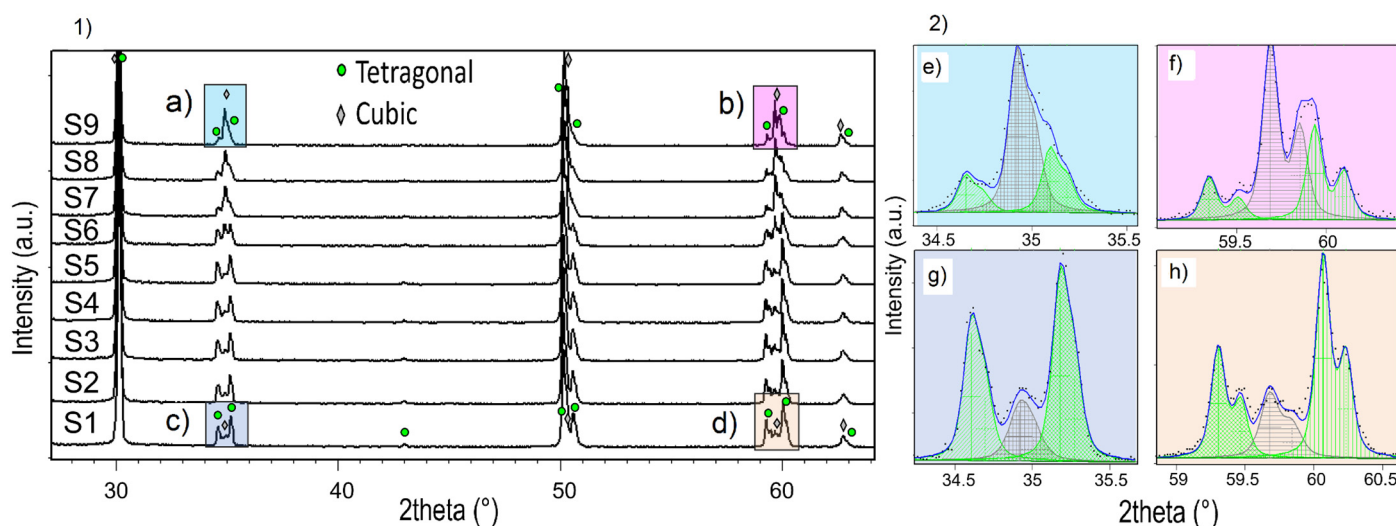 1)
Intensity (a.u.)
Tetragonal
Cubic
a)
b)
S9
S8
S7
S6
S5
S4
S3
S2
S1
c)
d)
30
40
50
60
2theta (°)
2)
Intensity (a.u.)
e)
34.5
35
35.5
f)
59.5
60
g)
34.5
35
35.5
h)
59
59.5
60
60.5
2theta (°)